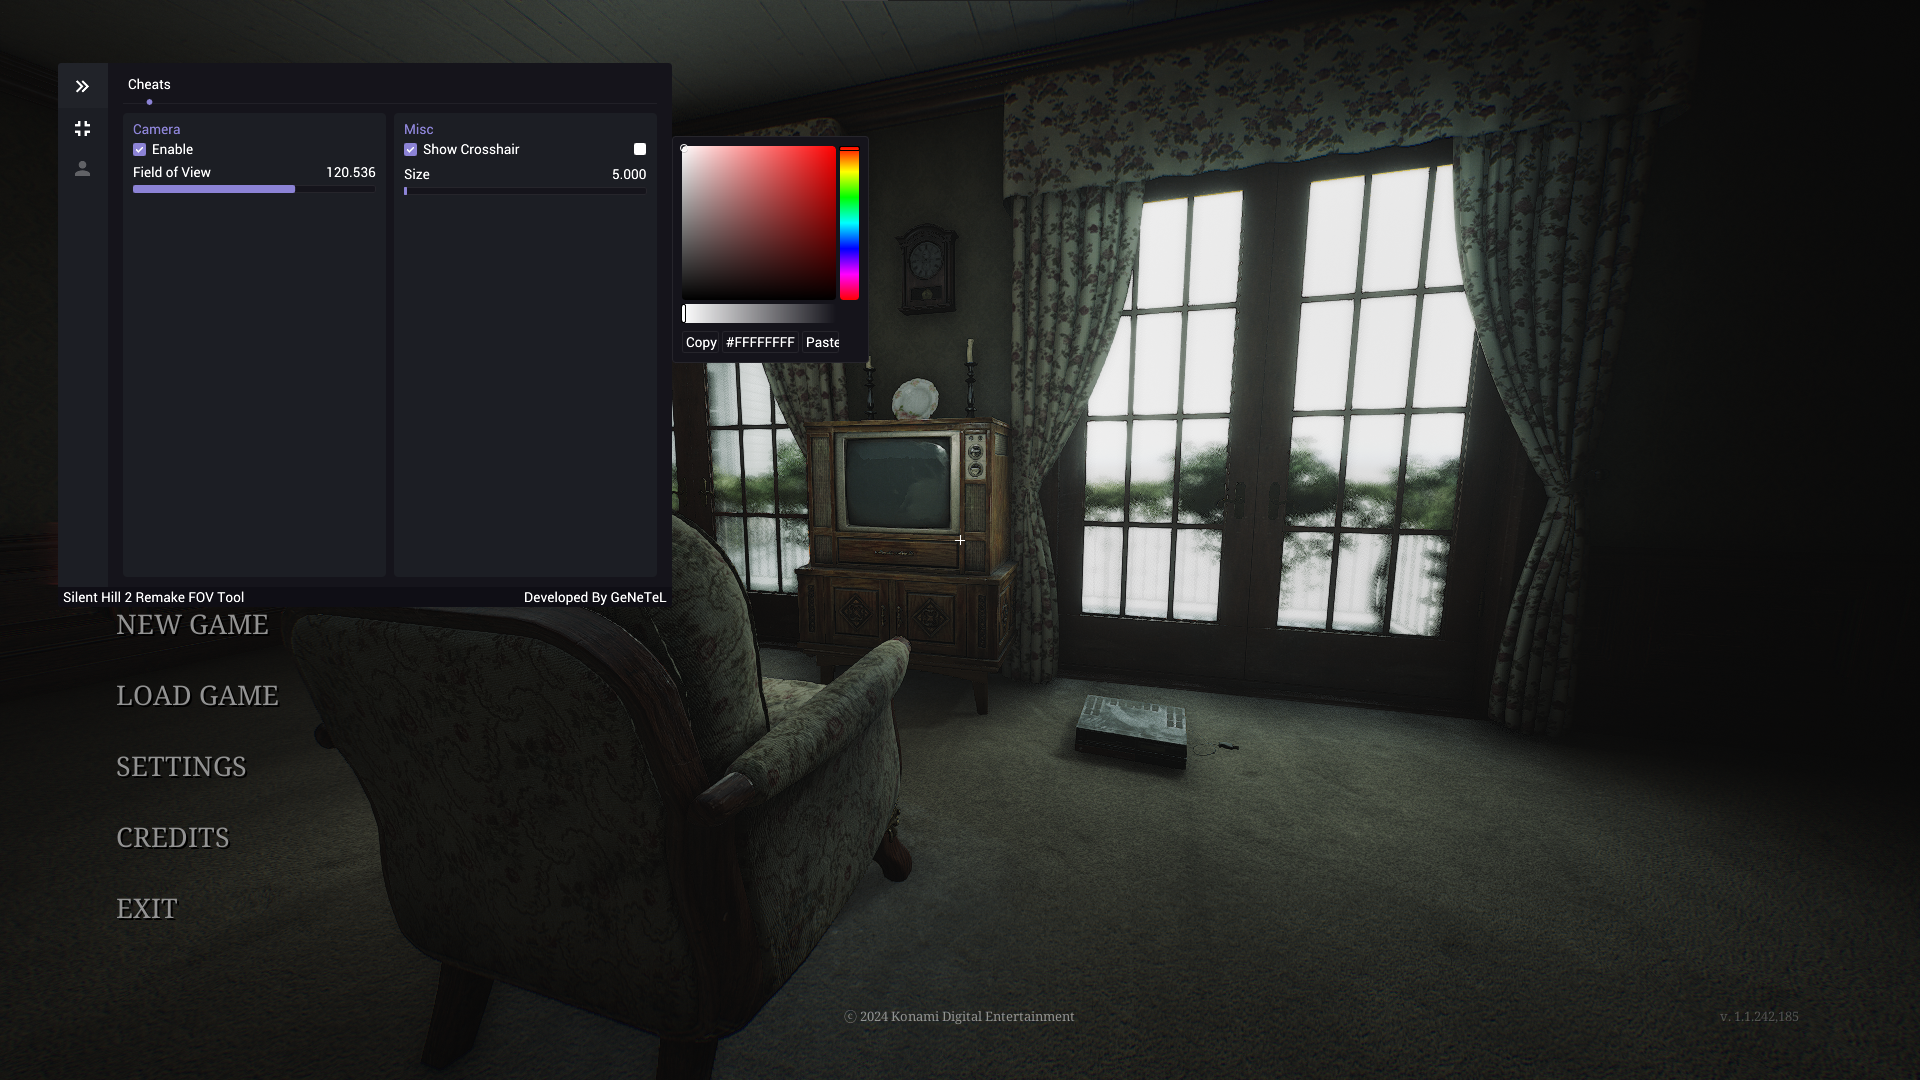 Cheats
Camera
Enable
Field of View 120.536
Misc
Show Crosshair
Size 5.000
Copy #FFFFFFFF Paste
Silent Hill 2 Remake FOV Tool Developed By GeNeTeL
NEW GAME
LOAD GAME
SETTINGS
CREDITS
EXIT
© 2024 Konami Digital Entertainment
v. 1.1.242.185